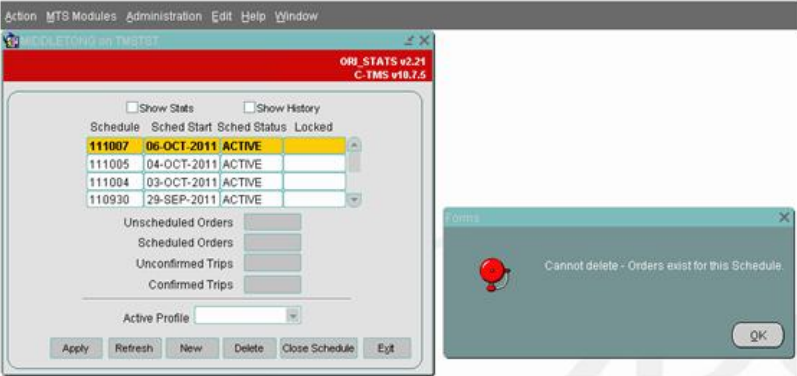 Action MTS Modules Administration Edit Help Window
MIDDLETONG on TMSTST
ORI_STATS v2.21
C-TMS v10.7.5
Show Stats Show History
Schedule Sched Start Sched Status Locked
111007 06-OCT-2011 ACTIVE
111005 04-OCT-2011 ACTIVE
111004 03-OCT-2011 ACTIVE
110930 29-SEP-2011 ACTIVE
Unscheduled Orders
Scheduled Orders
Unconfirmed Trips
Confirmed Trips
Active Profile
Apply Refresh New Delete Close Schedule Exit
Forms
Cannot delete - Orders exist for this Schedule.
OK